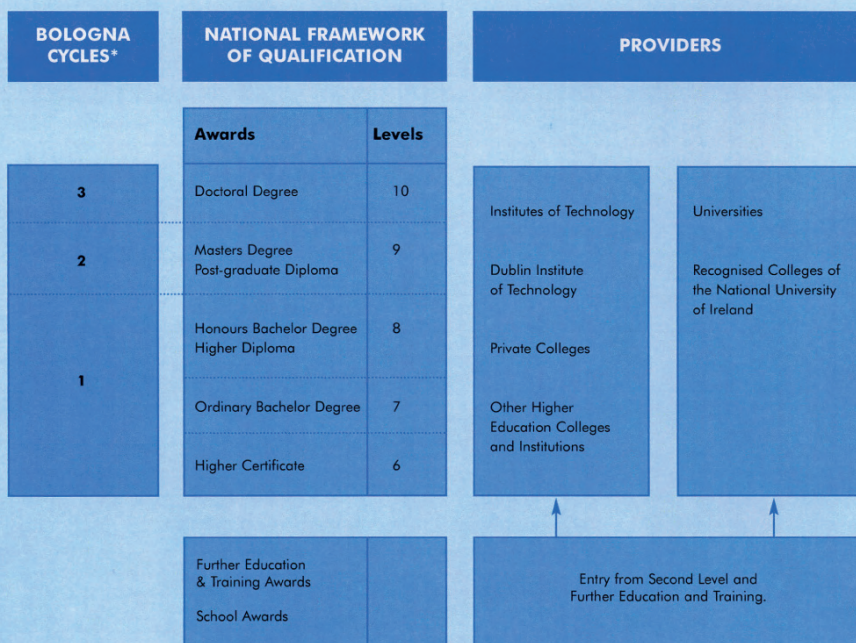 BOLOGNA
CYCLES*
NATIONAL FRAMEWORK
OF QUALIFICATION
PROVIDERS
Awards
Levels
3
Doctoral Degree
10
2
Masters Degree
Post-graduate Diploma
9
1
Honours Bachelor Degree
Higher Diploma
8
Ordinary Bachelor Degree
7
Higher Certificate
6
Institutes of Technology
Dublin Institute
of Technology
Private Colleges
Other Higher
Education Colleges
and Institutions
Universities
Recognised Colleges of
the National University
of Ireland
Further Education
& Training Awards
School Awards
Entry from Second Level and
Further Education and Training.